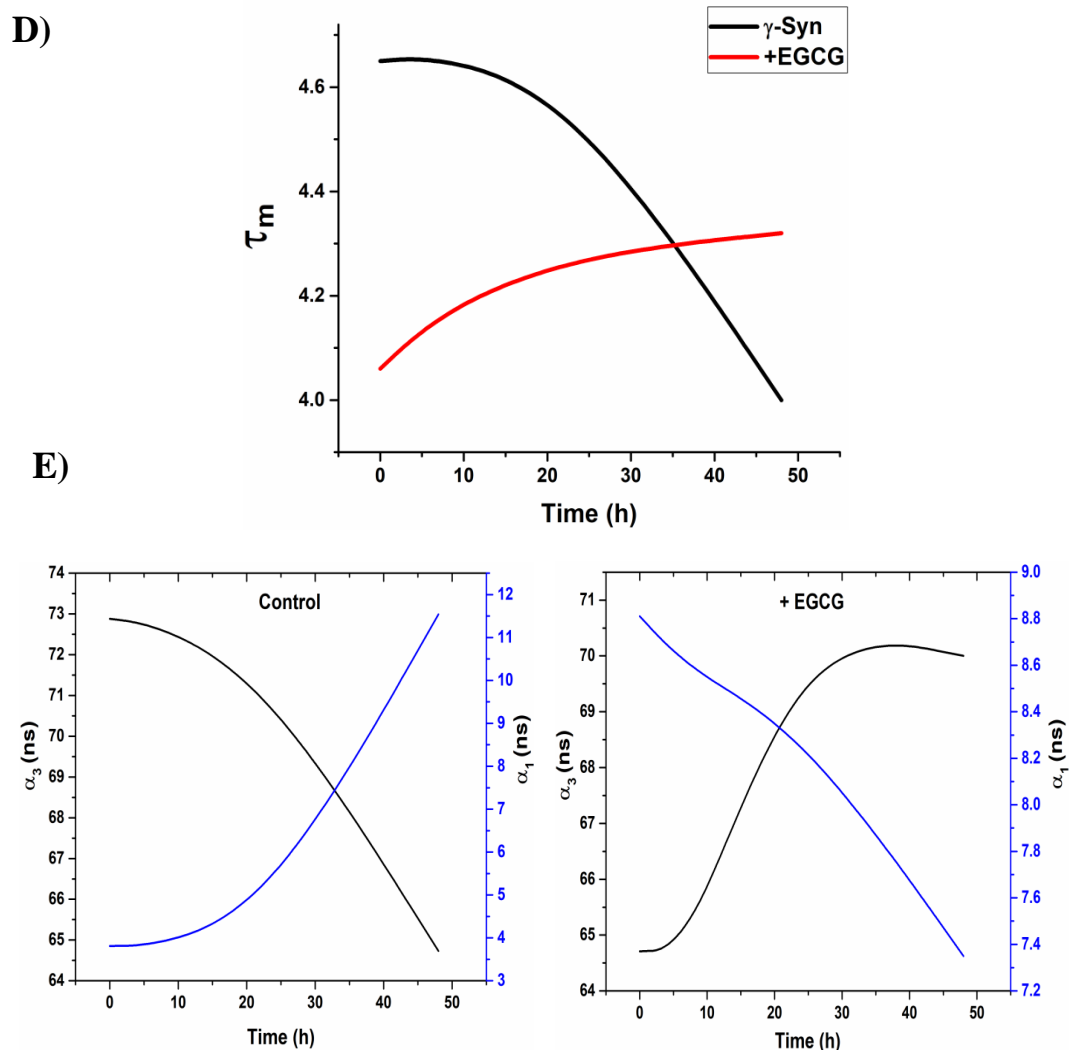 D)
γ-Syn
+EGCG
4.6
4.4
4.2
4.0
τm
0 10 20 30 40 50
Time (h)
E)
Control
74
73
72
71
70
69
68
67
66
65
64
α3 (ns)
12
11
10
9
8
7
6
5
4
3
α1 (ns)
0 10 20 30 40 50
Time (h)
+ EGCG
71
70
69
68
67
66
65
64
α3 (ns)
9.0
8.8
8.6
8.4
8.2
8.0
7.8
7.6
7.4
7.2
α1 (ns)
0 10 20 30 40 50
Time (h)